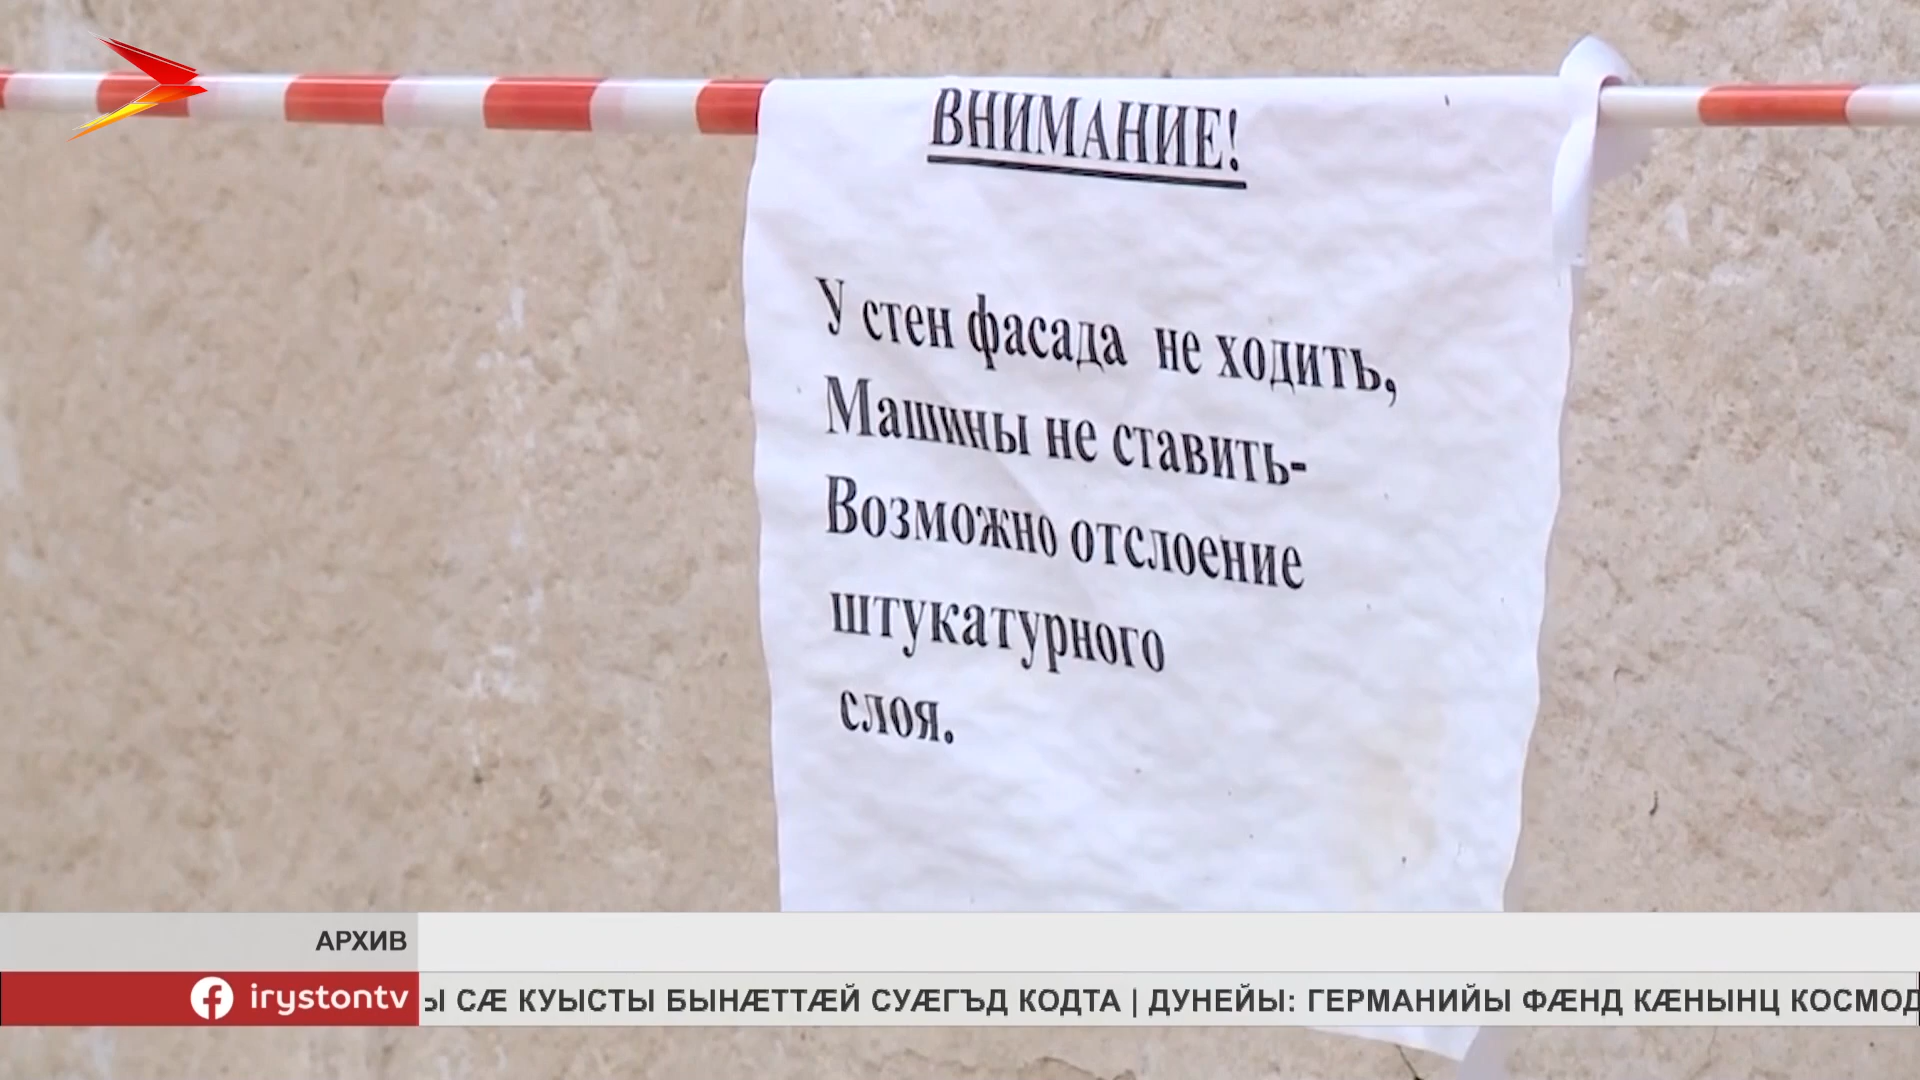 ВНИМАНИЕ!
У стен фасада не ходить,
Машины не ставить-
Возможно отслоение
штукатурного
слоя.
АРХИВ
irystontv
Ы СÆ КУЫСТЫ БЫНÆТТÆЙ СУÆГЪД КОДТА | ДУНЕЙЫ: ГЕРМАНИЙЫ ФÆНД КÆНЫНЦ КОСМОД